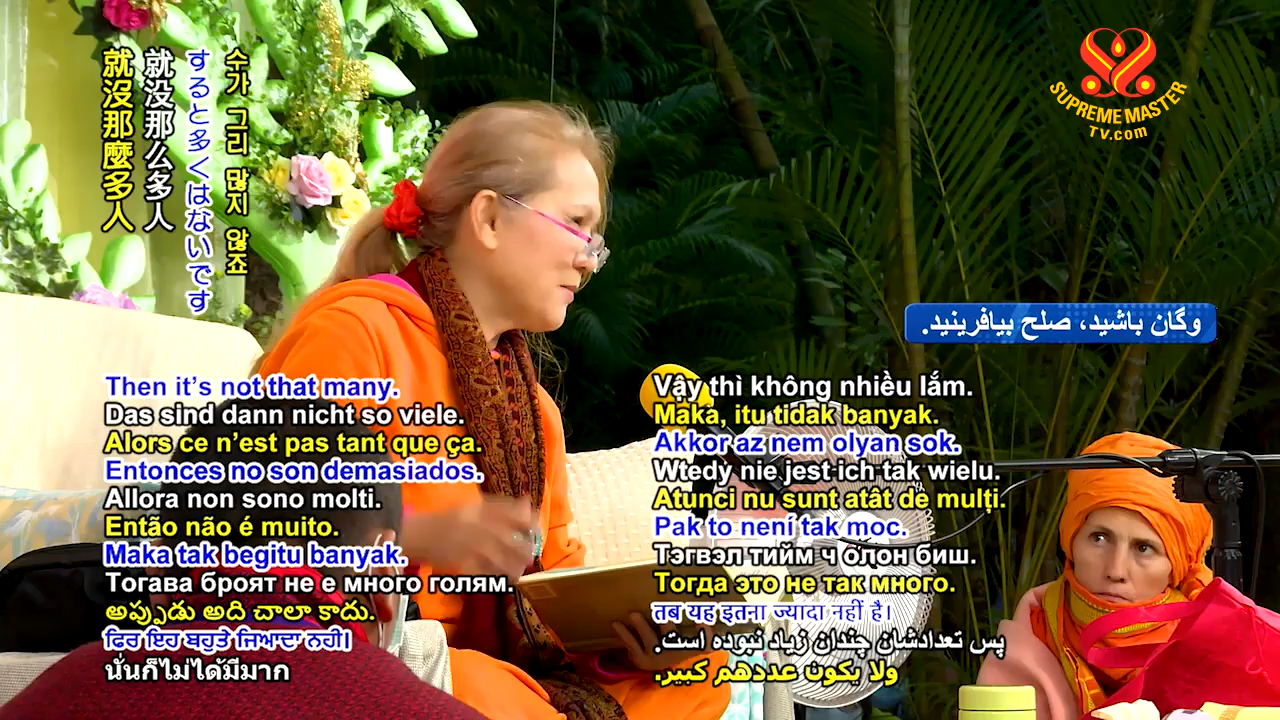 SUPREME MASTER
TV.com
수가 그리 많지 않죠
すると多くはないです
就没那么多人
就沒那麼多人
وگان باشید، صلح بیافرینید.
Then it's not that many.
Das sind dann nicht so viele.
Alors ce n'est pas tant que ça.
Entonces no son demasiados.
Allora non sono molti.
Então não é muito.
Maka tak begitu banyak.
Тогава броят не е много голям.
అప్పుడు అది చాలా కాదు.
ਫਿਰ ਇਹ ਬਹੁਤੇ ਜਿਆਦਾ ਨਹੀਂ।
นั่นก็ไม่ได้มีมาก
Vậy thì không nhiều lắm.
Maka, itu tidak banyak.
Akkor az nem olyan sok.
Wtedy nie jest ich tak wielu.
Atunci nu sunt atât de mulți.
Pak to není tak moc.
Тэгвэл тийм ч олон биш.
Тогда это не так много.
तब यह इतना ज्यादा नहीं है।
پس تعدادشان چندان زیاد نبوده است.
ولا يكون عددهم كبير.